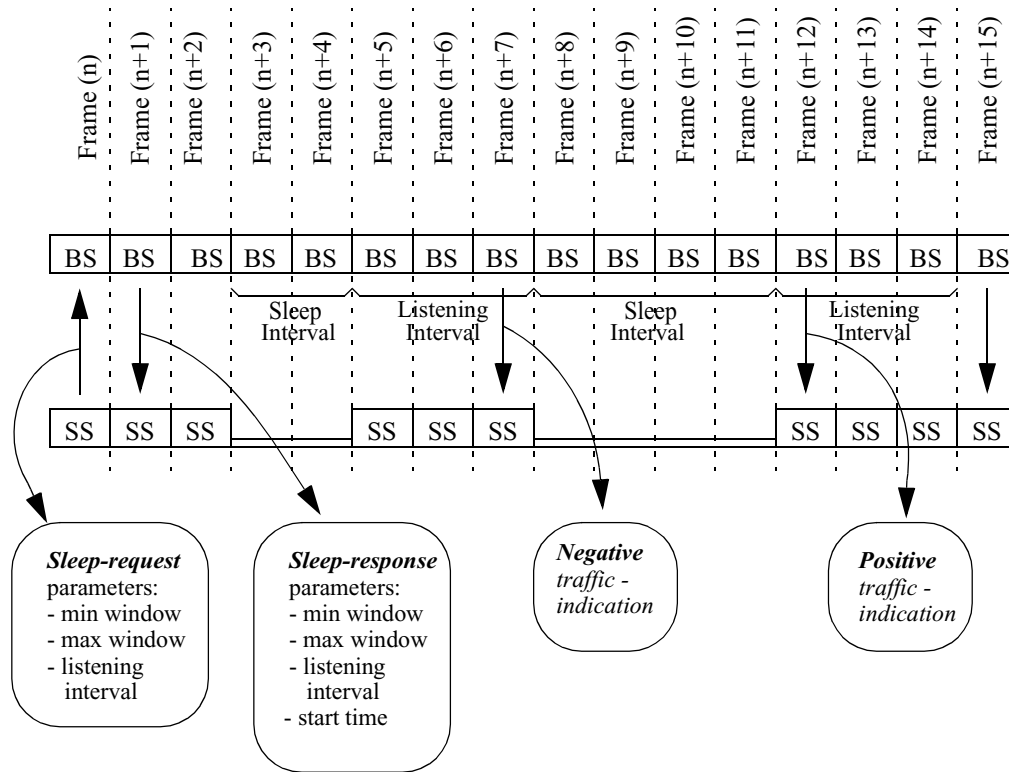 Frame (n)
Frame (n+1)
Frame (n+2)
Frame (n+3)
Frame (n+4)
Frame (n+5)
Frame (n+6)
Frame (n+7)
Frame (n+8)
Frame (n+9)
Frame (n+10)
Frame (n+11)
Frame (n+12)
Frame (n+13)
Frame (n+14)
Frame (n+15)
BS BS BS BS BS BS BS BS BS BS BS BS BS BS BS BS
Sleep
Interval
Listening
Interval
Sleep
Interval
Listening
Interval
SS SS SS SS SS SS SS SS SS SS
Sleep-request
parameters:
- min window
- max window
- listening
interval
Sleep-response
parameters:
- min window
- max window
- listening
interval
- start time
Negative
traffic -
indication
Positive
traffic -
indication